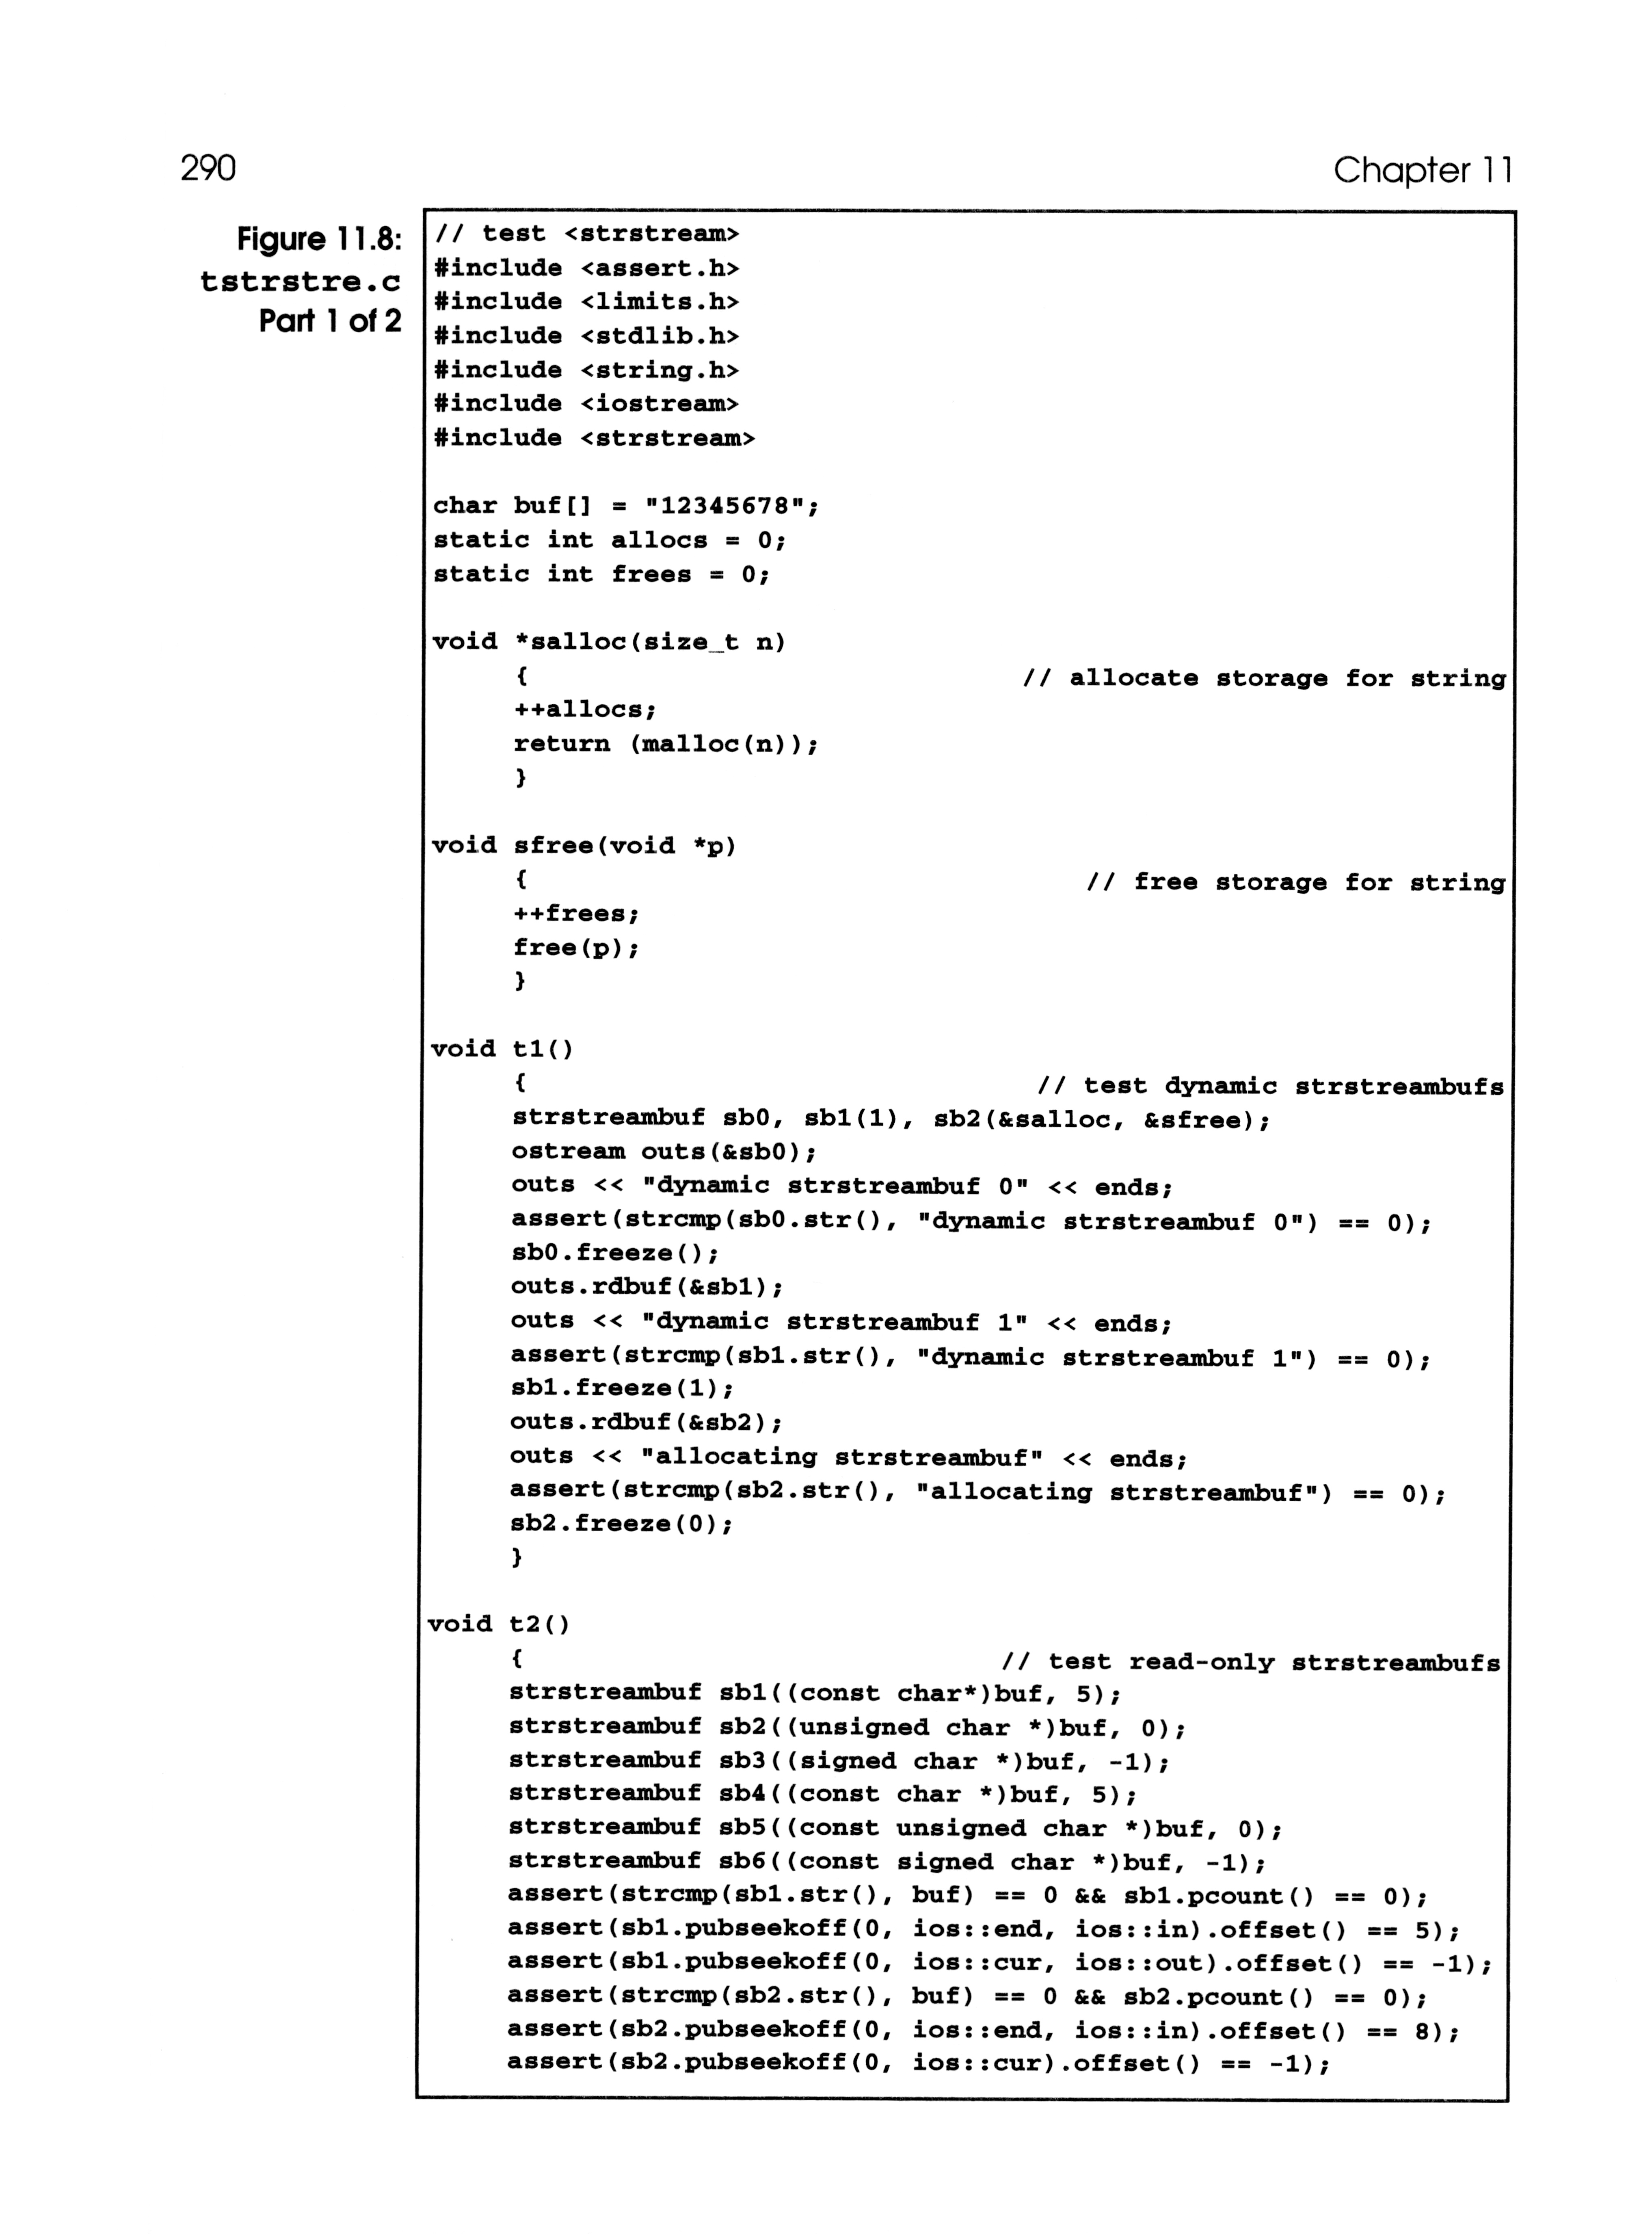 290
Chapter 11
Figure 11.8:
tstrstre.c
Part 1 of 2
// test <strstream>
#include <assert.h>
#include <limits.h>
#include <stdlib.h>
#include <string.h>
#include <iostream>
#include <strstream>
char buf[] = "12345678";
static int allocs = 0;
static int frees = 0;
void *salloc(size_t n)
{ // allocate storage for string
++allocs;
return (malloc(n));
}
void sfree(void *p)
{ // free storage for string
++frees;
free(p);
}
void t1()
{ // test dynamic strstreambufs
strstreambuf sb0, sb1(1), sb2(&salloc, &sfree);
ostream outs(&sb0);
outs << "dynamic strstreambuf 0" << ends;
assert(strcmp(sb0.str(), "dynamic strstreambuf 0") == 0);
sb0.freeze();
outs.rdbuf(&sb1);
outs << "dynamic strstreambuf 1" << ends;
assert(strcmp(sb1.str(), "dynamic strstreambuf 1") == 0);
sb1.freeze(1);
outs.rdbuf(&sb2);
outs << "allocating strstreambuf" << ends;
assert(strcmp(sb2.str(), "allocating strstreambuf") == 0);
sb2.freeze(0);
}
void t2()
{ // test read-only strstreambufs
strstreambuf sb1((const char*)buf, 5);
strstreambuf sb2((unsigned char *)buf, 0);
strstreambuf sb3((signed char *)buf, -1);
strstreambuf sb4((const char *)buf, 5);
strstreambuf sb5((const unsigned char *)buf, 0);
strstreambuf sb6((const signed char *)buf, -1);
assert(strcmp(sb1.str(), buf) == 0 && sb1.pcount() == 0);
assert(sb1.pubseekoff(0, ios::end, ios::in).offset() == 5);
assert(sb1.pubseekoff(0, ios::cur, ios::out).offset() == -1);
assert(strcmp(sb2.str(), buf) == 0 && sb2.pcount() == 0);
assert(sb2.pubseekoff(0, ios::end, ios::in).offset() == 8);
assert(sb2.pubseekoff(0, ios::cur).offset() == -1);